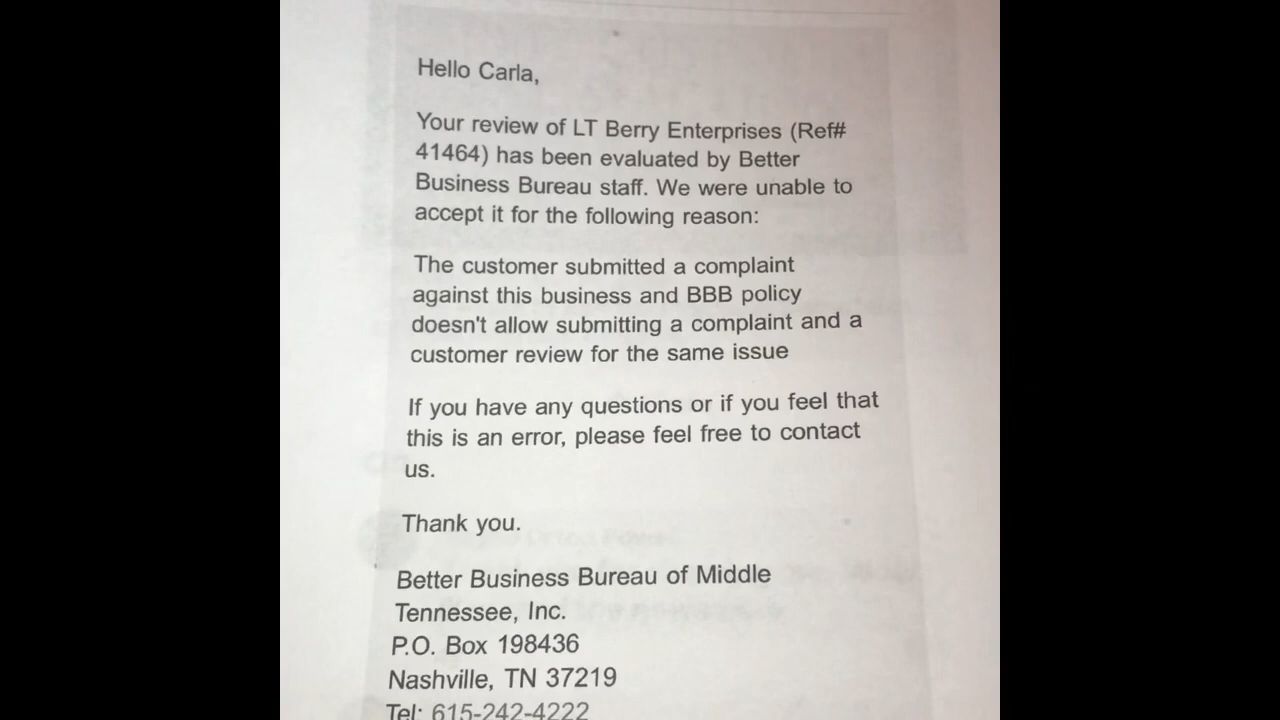 Hello Carla,
Your review of LT Berry Enterprises (Ref#
41464) has been evaluated by Better
Business Bureau staff. We were unable to
accept it for the following reason:
The customer submitted a complaint
against this business and BBB policy
doesn't allow submitting a complaint and a
customer review for the same issue
If you have any questions or if you feel that
this is an error, please feel free to contact
us.
Thank you.
Better Business Bureau of Middle
Tennessee, Inc.
P.O. Box 198436
Nashville, TN 37219
Tel: 615-242-4222